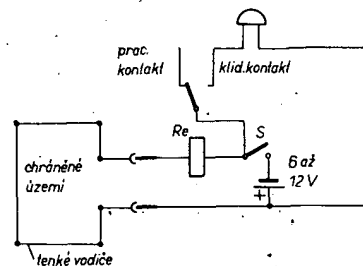 prac.
kontakt
klid.kontakt
Re
S
6 až
12 V
+
chráněné
území
tenké vodiče